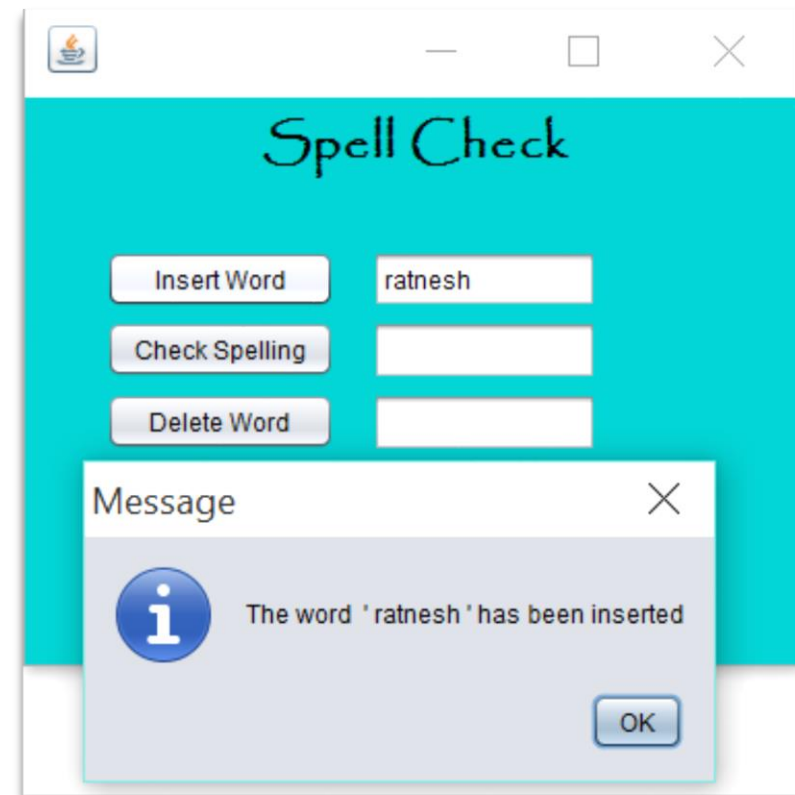 Spell Check
Insert Word
ratnesh
Check Spelling
Delete Word
Message
The word ' ratnesh ' has been inserted
OK